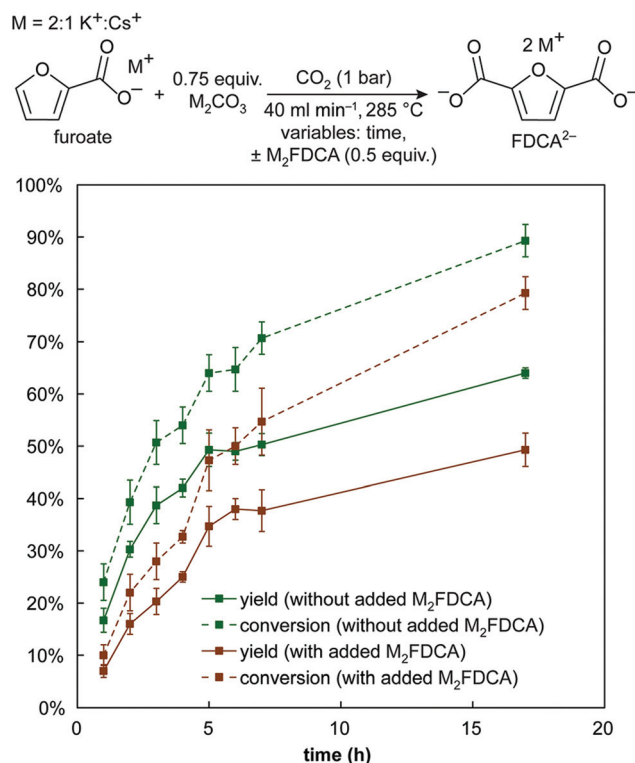 M = 2:1 K⁺:Cs⁺
O
O
O⁻
M⁺
furoate
+
0.75 equiv.
M₂CO₃
CO₂ (1 bar)
40 ml min⁻¹, 285 °C
variables: time,
± M₂FDCA (0.5 equiv.)
2 M⁺
O
O
O
⁻O
O⁻
FDCA²⁻
100%
90%
80%
70%
60%
50%
40%
30%
20%
10%
0%
yield (without added M₂FDCA)
conversion (without added M₂FDCA)
yield (with added M₂FDCA)
conversion (with added M₂FDCA)
0 5 10 15 20
time (h)